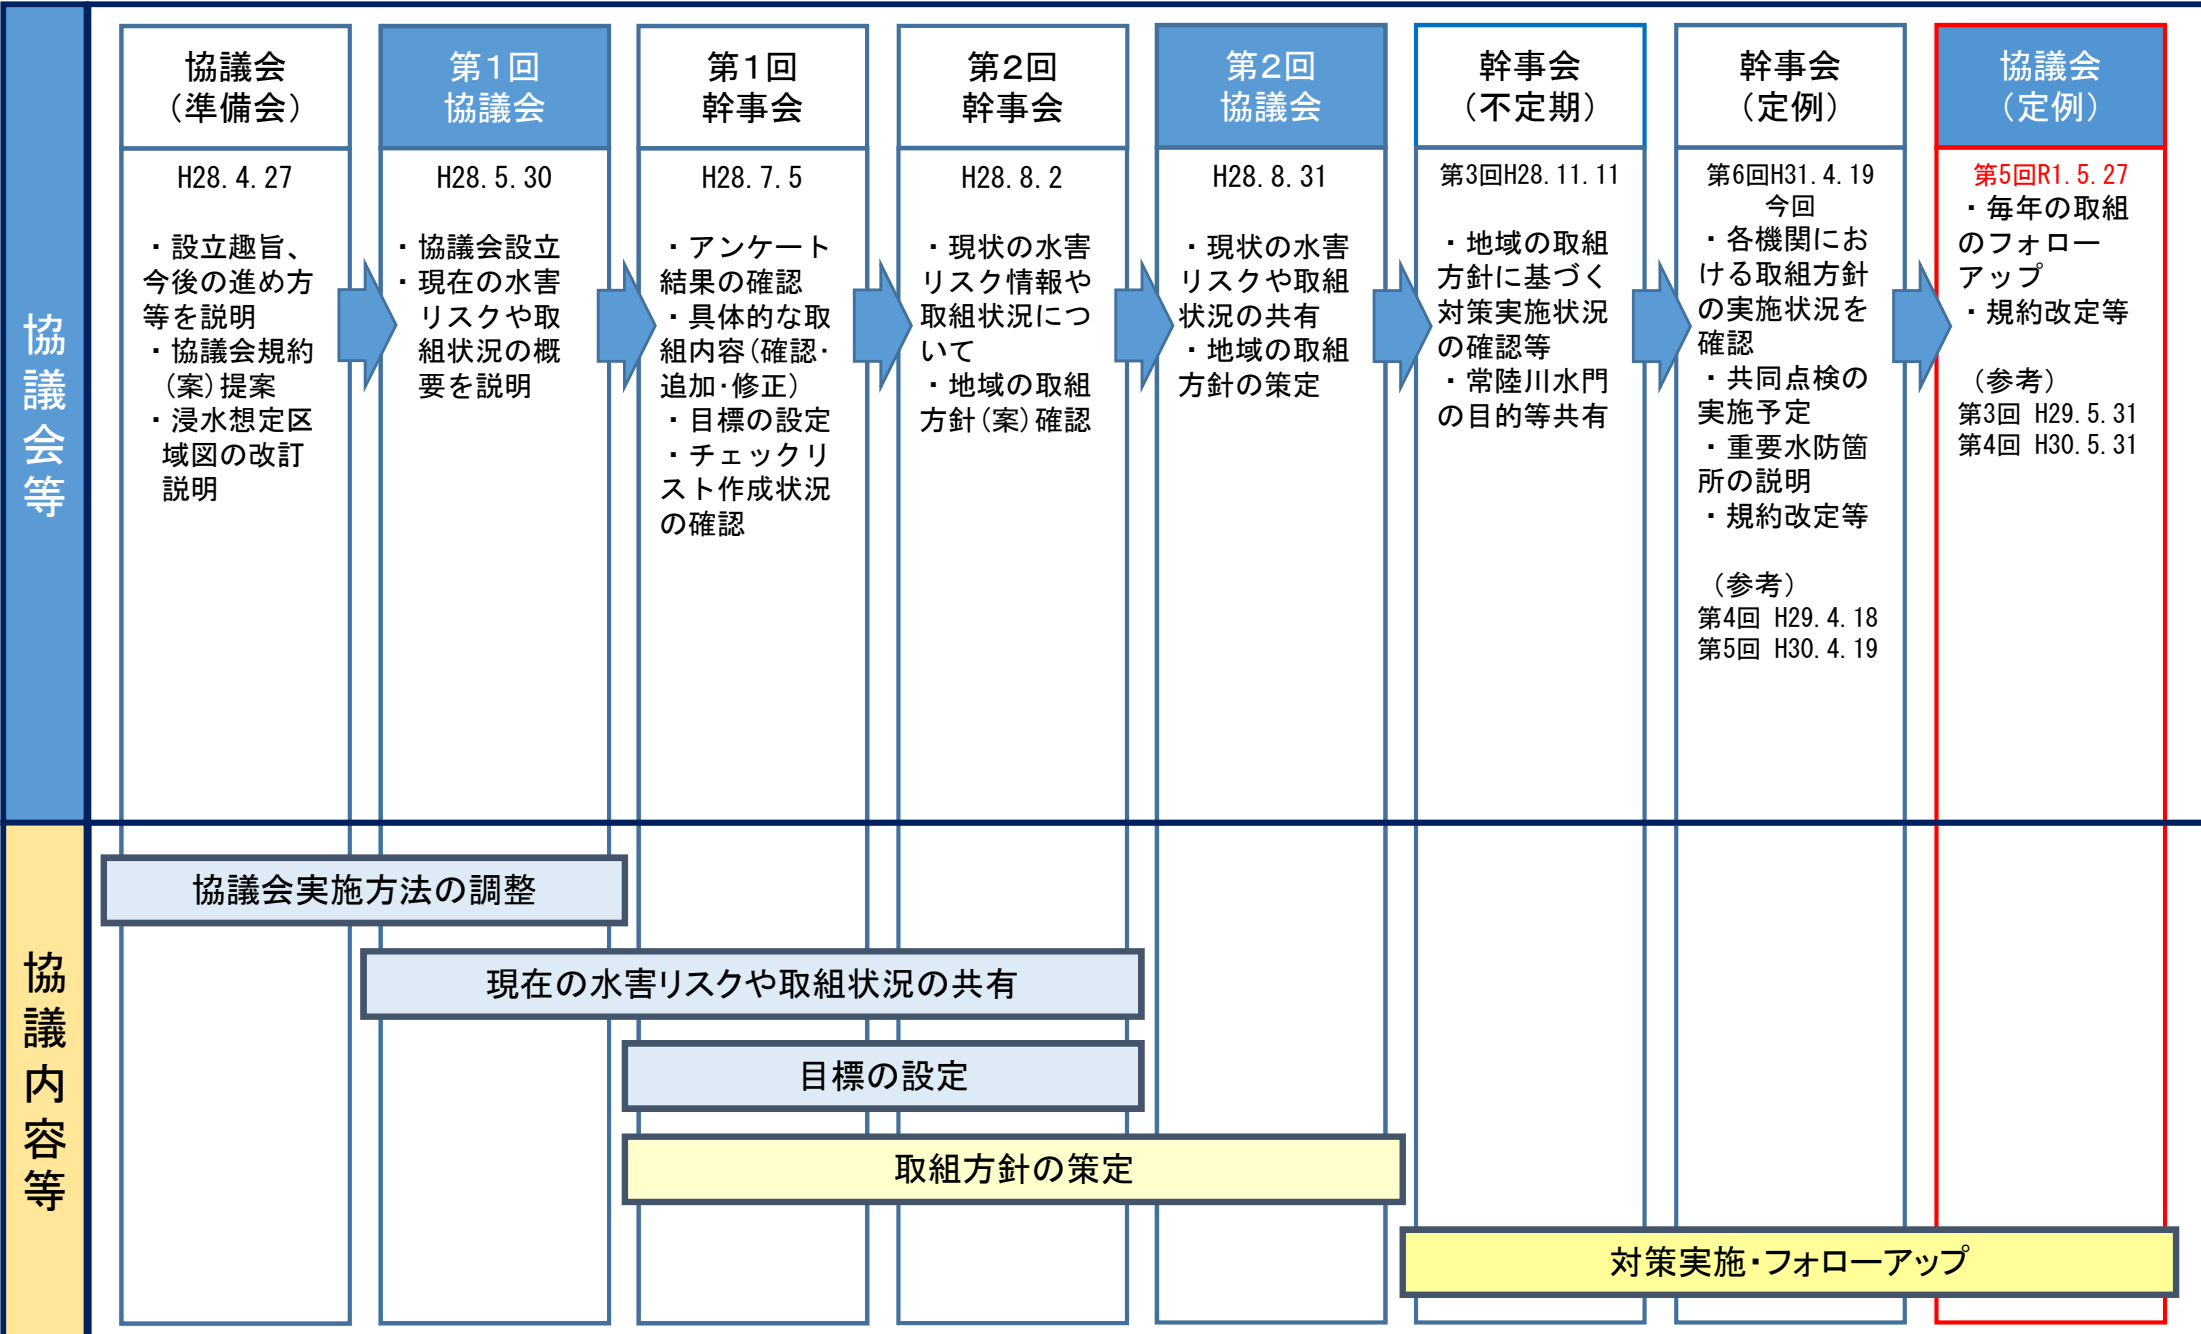 協議会等
協議会
（準備会）
H28.4.27
・設立趣旨、
今後の進め方
等を説明
・協議会規約
(案)提案
・浸水想定区
域図の改訂
説明
第1回
協議会
H28.5.30
・協議会設立
・現在の水害
リスクや取
組状況の概
要を説明
第1回
幹事会
H28.7.5
・アンケート
結果の確認
・具体的な取
組内容(確認・
追加・修正)
・目標の設定
・チェックリ
スト作成状況
の確認
第2回
幹事会
H28.8.2
・現状の水害
リスク情報や
取組状況につ
いて
・地域の取組
方針(案)確認
第2回
協議会
H28.8.31
・現状の水害
リスクや取組
状況の共有
・地域の取組
方針の策定
幹事会
（不定期）
第3回H28.11.11
・地域の取組
方針に基づく
対策実施状況
の確認等
・常陸川水門
の目的等共有
幹事会
（定例）
第6回H31.4.19
今回
・各機関にお
ける取組方針
の実施状況を
確認
・共同点検の
実施予定
・重要水防箇
所の説明
・規約改定等
（参考）
第4回 H29.4.18
第5回 H30.4.19
協議会
（定例）
第5回R1.5.27
・毎年の取組
のフォロー
アップ
・規約改定等
（参考）
第3回 H29.5.31
第4回 H30.5.31
協議内容等
協議会実施方法の調整
現在の水害リスクや取組状況の共有
目標の設定
取組方針の策定
対策実施・フォローアップ